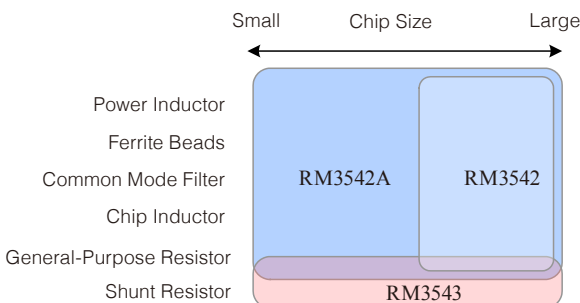 Small Chip Size Large
Power Inductor
Ferrite Beads
Common Mode Filter RM3542A RM3542
Chip Inductor
General-Purpose Resistor
Shunt Resistor RM3543